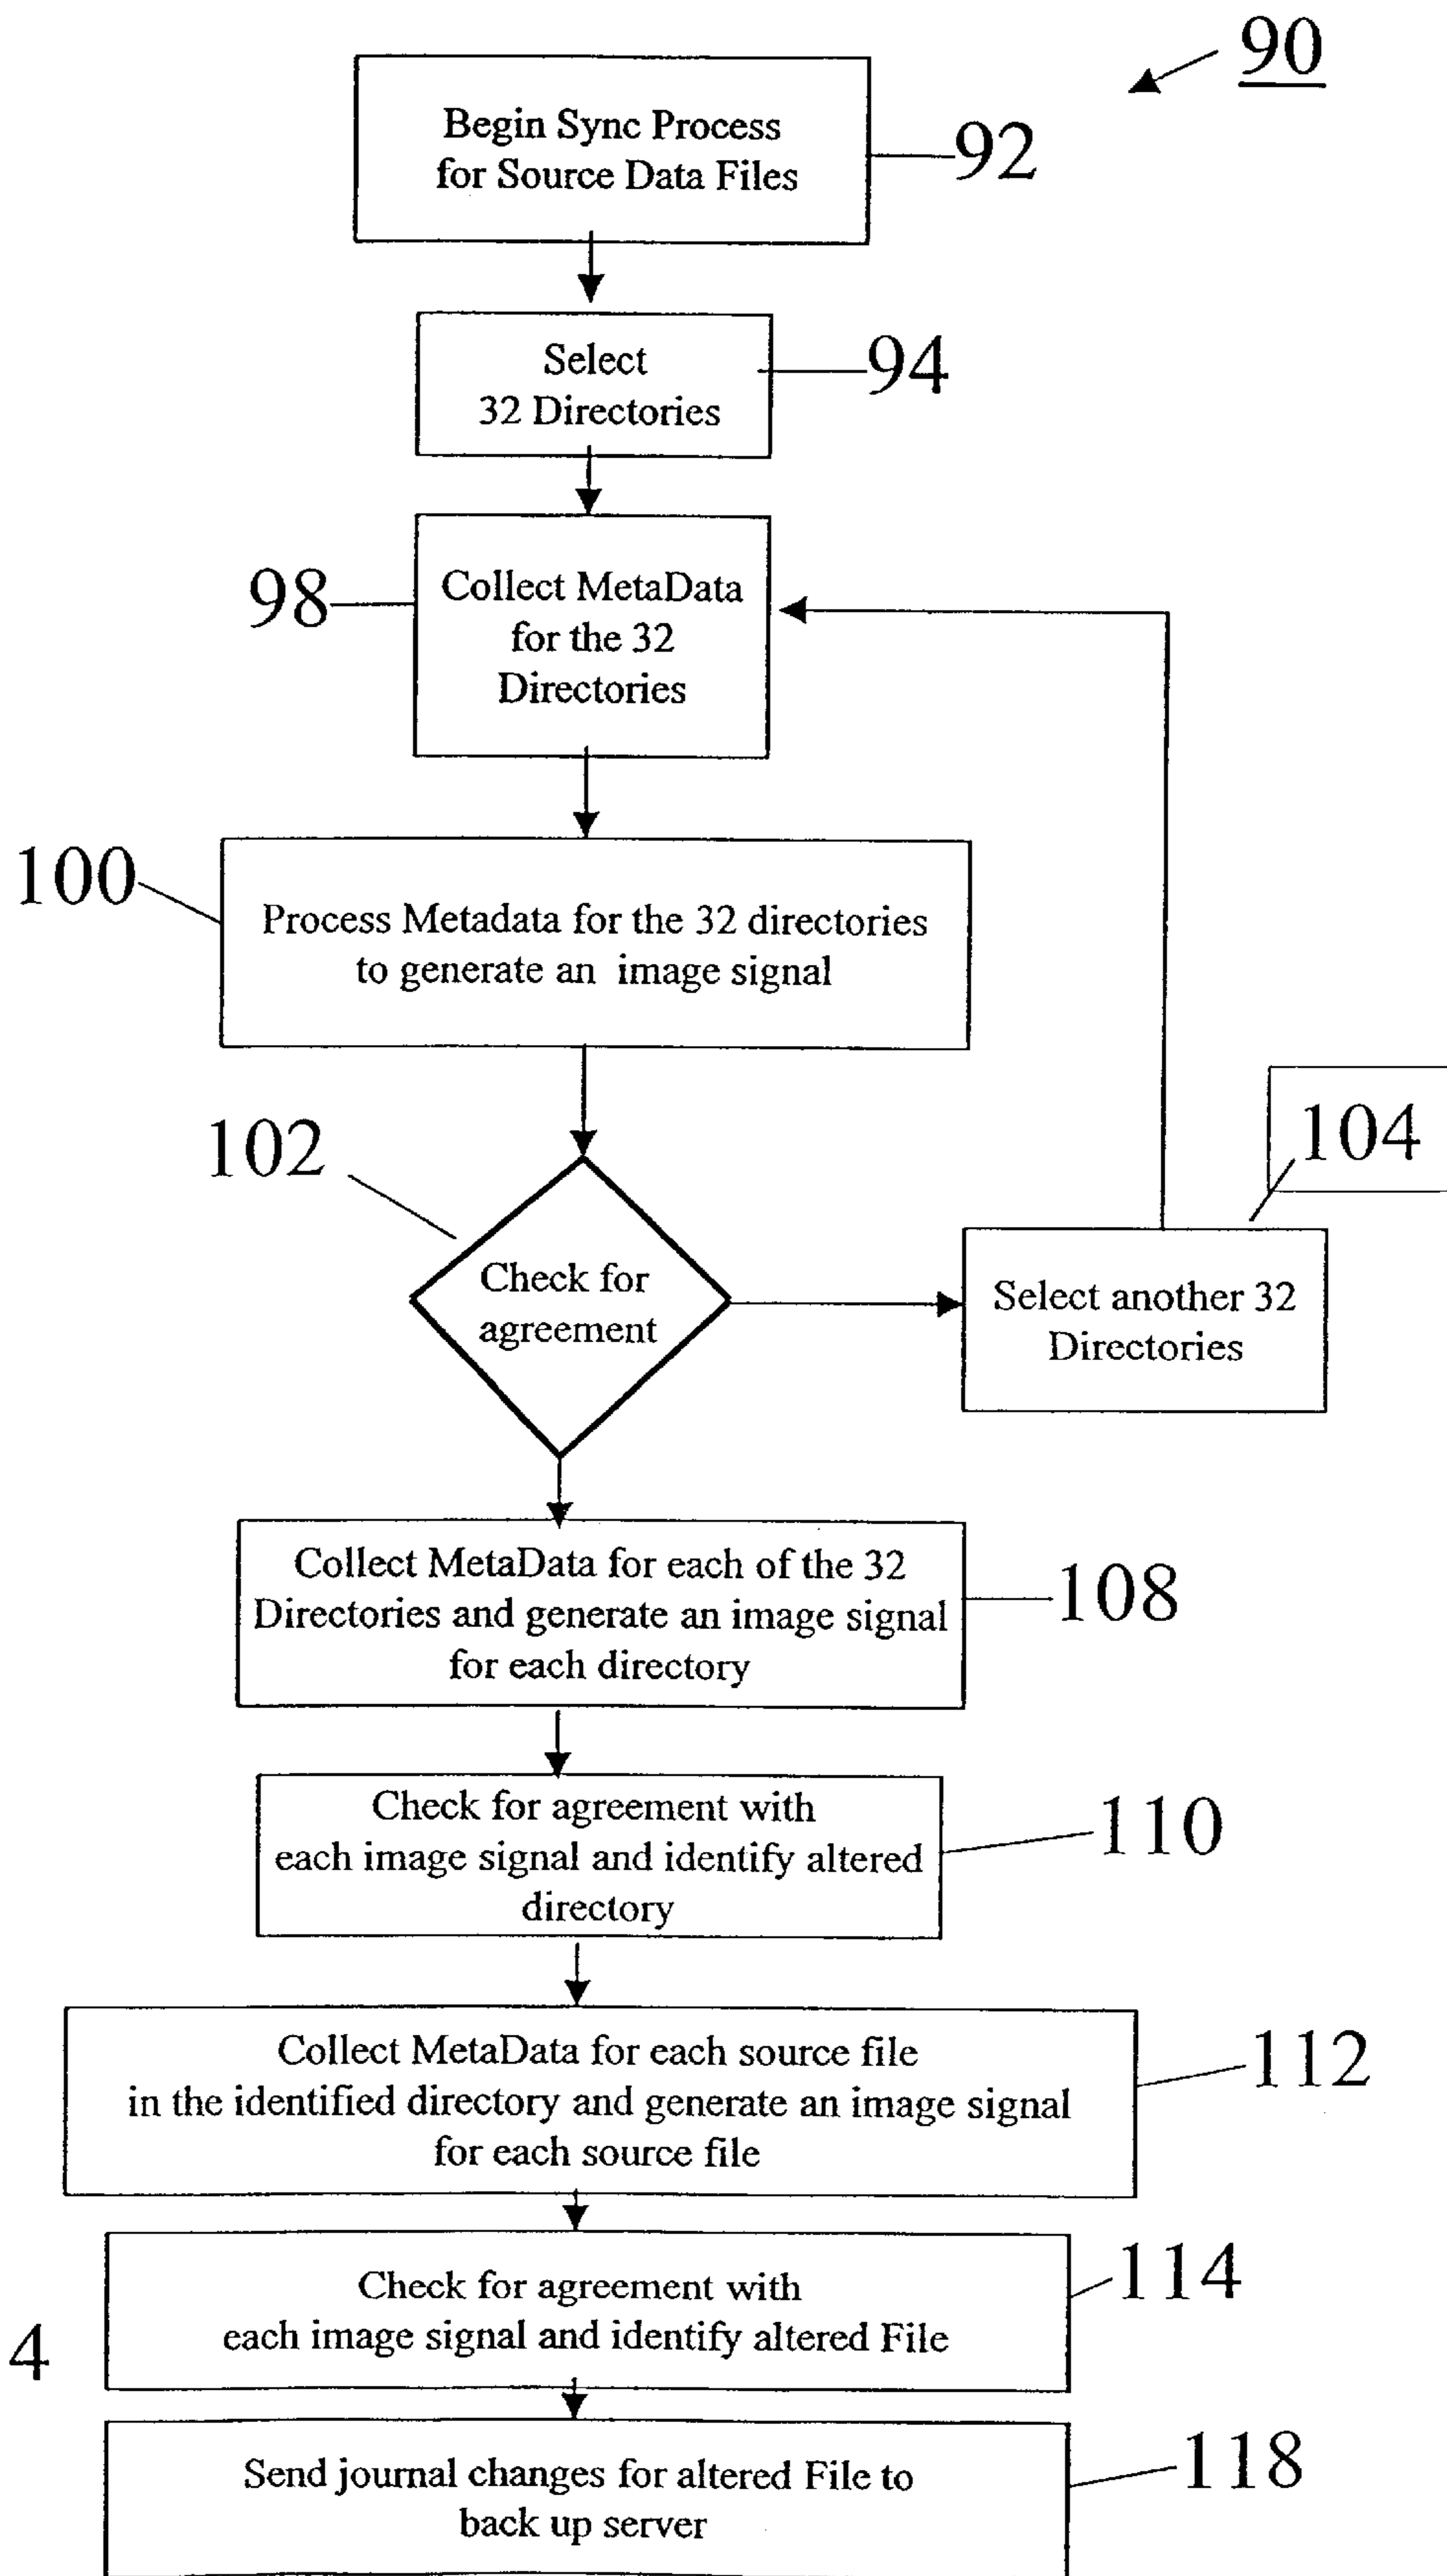 90
Begin Sync Process
for Source Data Files
92
Select
32 Directories
94
Collect MetaData
for the 32
Directories
98
100
Process Metadata for the 32 directories
to generate an image signal
102
Check for
agreement
104
Select another 32
Directories
Collect MetaData for each of the 32
Directories and generate an image signal
for each directory
108
Check for agreement with
each image signal and identify altered
directory
110
Collect MetaData for each source file
in the identified directory and generate an image signal
for each source file
112
Check for agreement with
each image signal and identify altered File
114
4
Send journal changes for altered File to
back up server
118